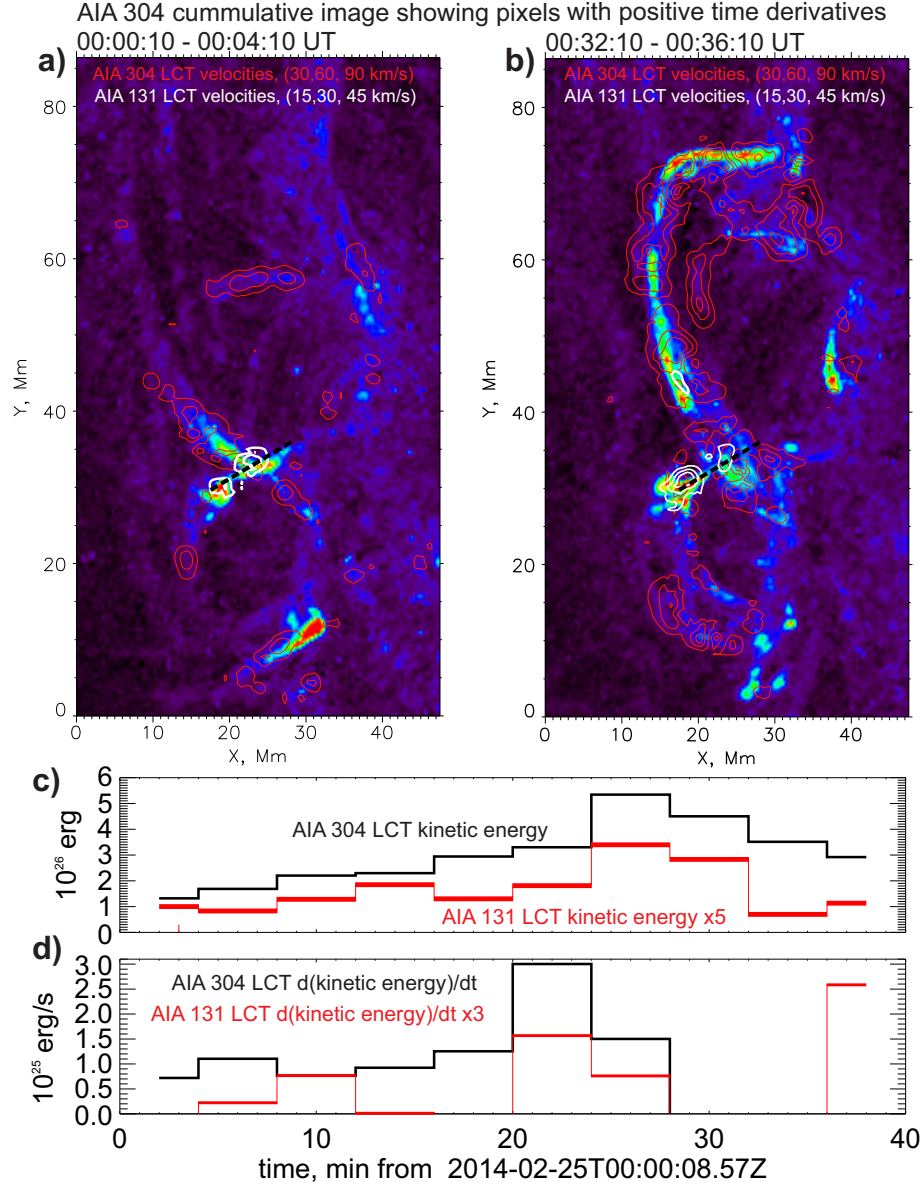 AIA 304 cummulative image showing pixels with positive time derivatives
00:00:10 - 00:04:10 UT
00:32:10 - 00:36:10 UT
a)
AIA 304 LCT velocities, (30,60, 90 km/s)
AIA 131 LCT velocities, (15,30, 45 km/s)
80
60
40
20
0
Y, Mm
0 10 20 30 40
X, Mm
b)
AIA 304 LCT velocities, (30,60, 90 km/s)
AIA 131 LCT velocities, (15,30, 45 km/s)
80
60
40
20
0
Y, Mm
0 10 20 30 40
X, Mm
c)
6
5
4
3
2
1
0
10^26 erg
AIA 304 LCT kinetic energy
AIA 131 LCT kinetic energy x5
d)
3.0
2.5
2.0
1.5
1.0
0.5
0.0
10^25 erg/s
AIA 304 LCT d(kinetic energy)/dt
AIA 131 LCT d(kinetic energy)/dt x3
0 10 20 30 40
time, min from 2014-02-25T00:00:08.57Z